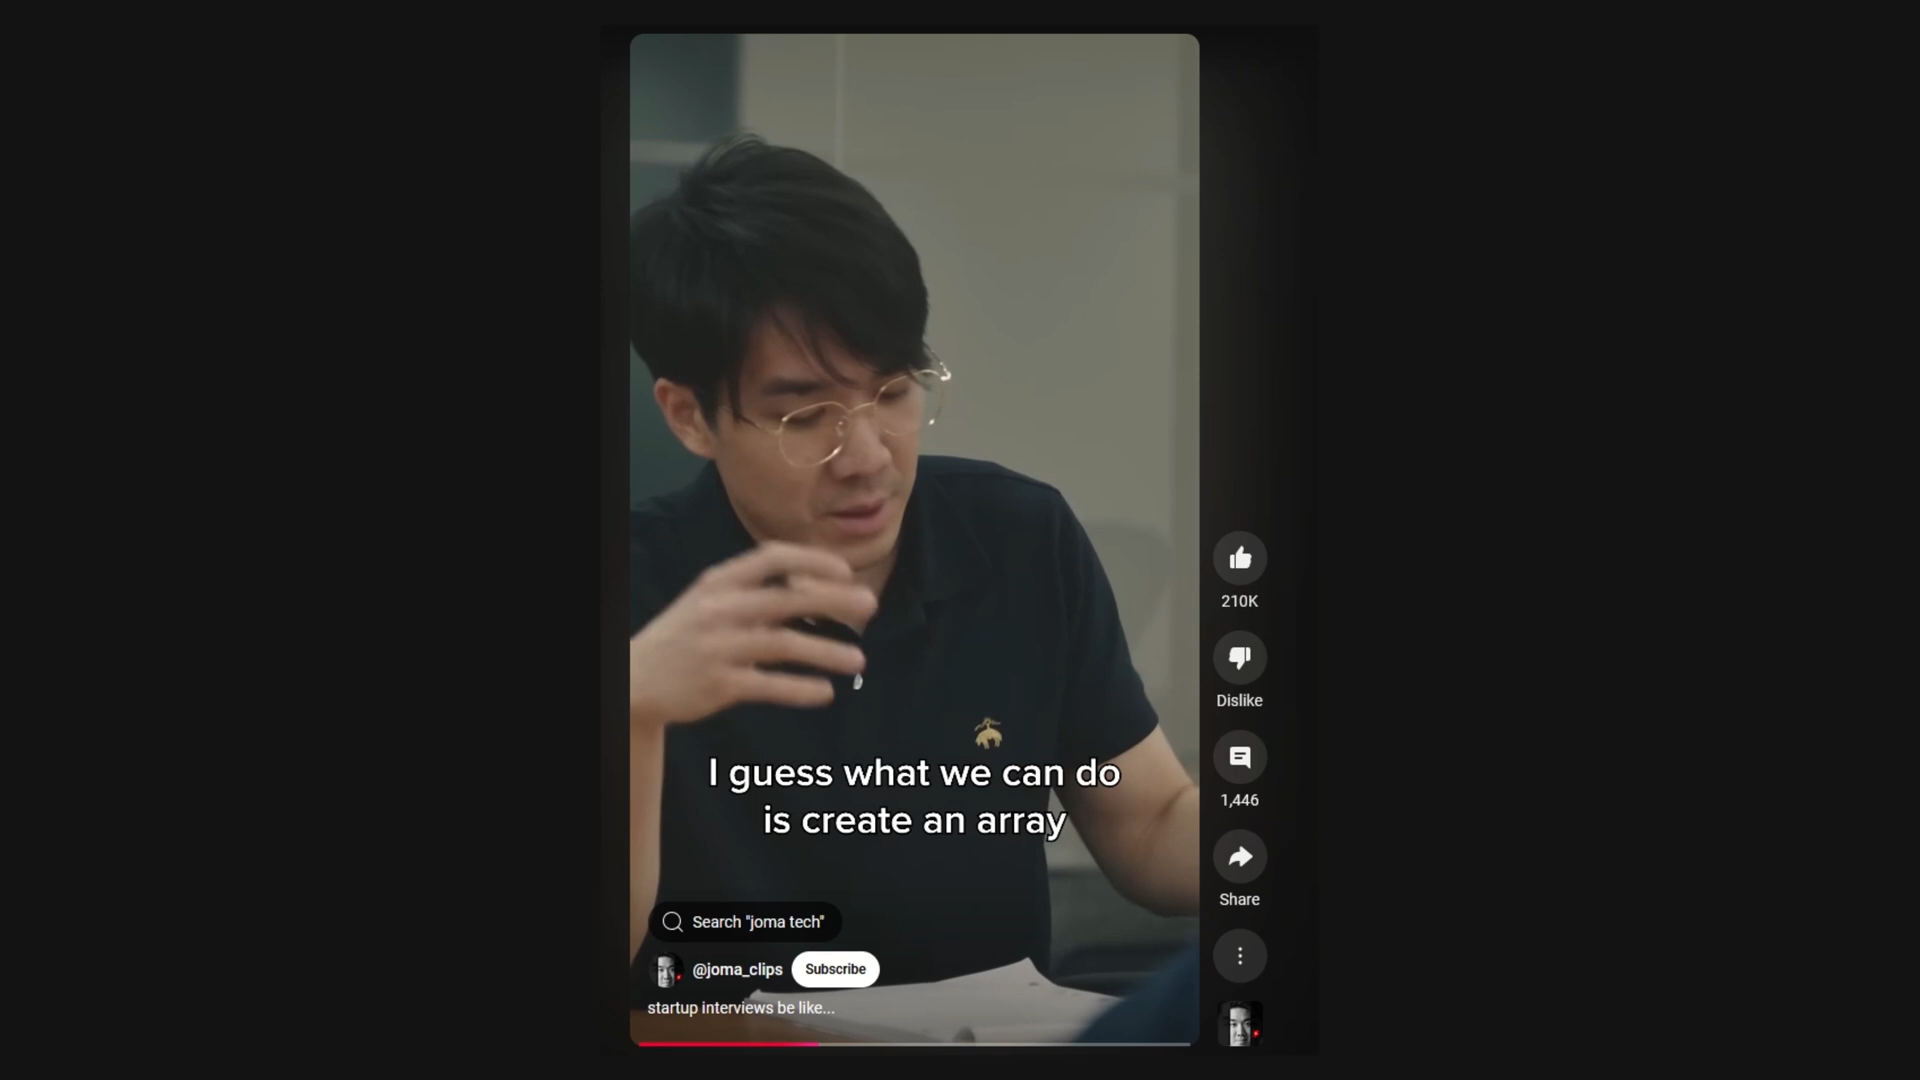 I guess what we can do
is create an array
Search "joma tech"
@joma_clips Subscribe
startup interviews be like...
210K
Dislike
1,446
Share